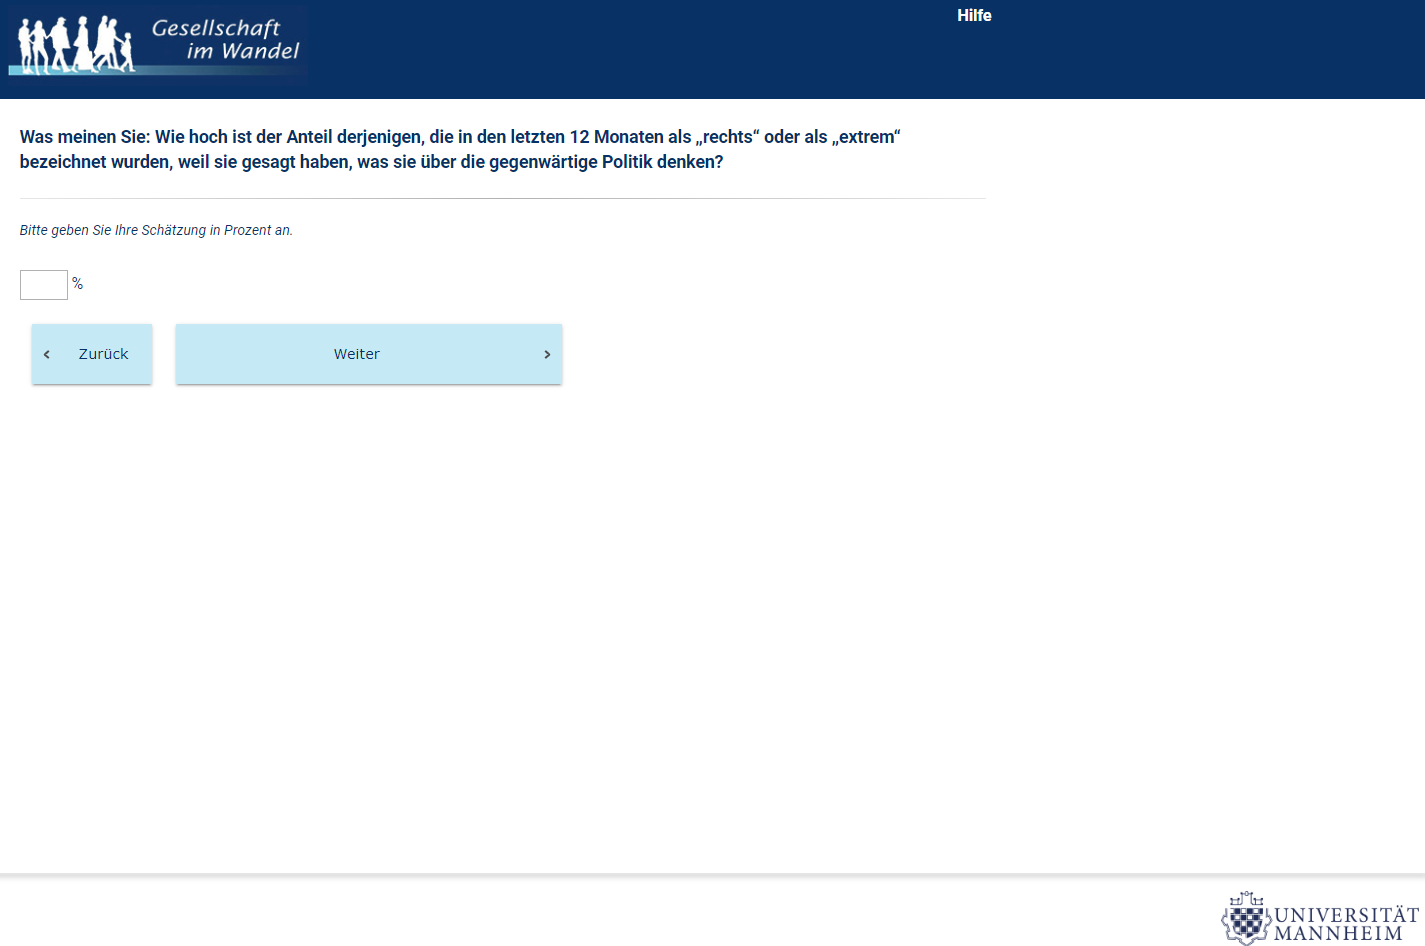 Gesellschaft
im Wandel
Hilfe
Was meinen Sie: Wie hoch ist der Anteil derjenigen, die in den letzten 12 Monaten als „rechts“ oder als „extrem“
bezeichnet wurden, weil sie gesagt haben, was sie über die gegenwärtige Politik denken?
Bitte geben Sie Ihre Schätzung in Prozent an.
%
Zurück
Weiter
UNIVERSITÄT
MANNHEIM